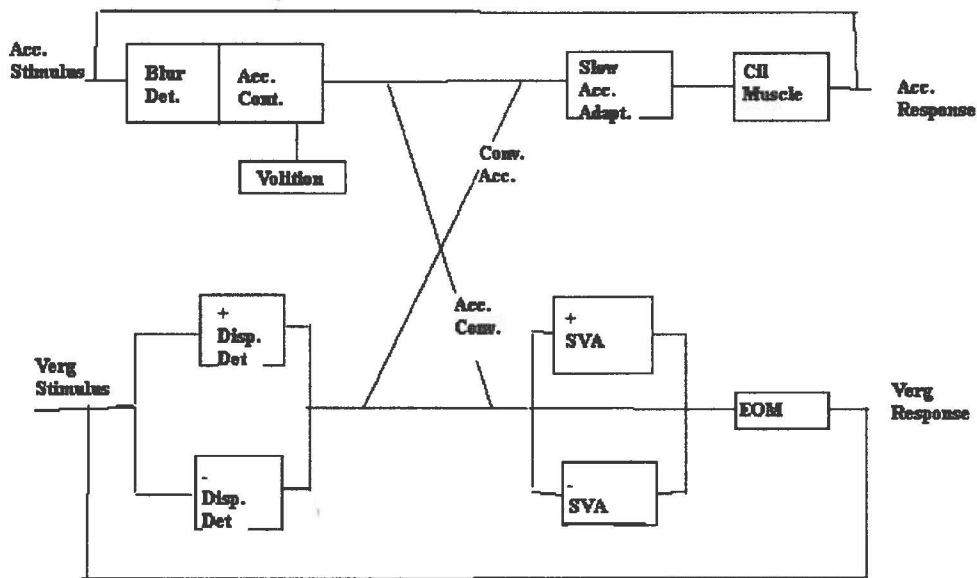 Acc.
Stimulus
Blur
Det.
Acc.
Cont.
Volition
Slow
Acc.
Adapt.
Cil
Muscle
Acc.
Response
Conv.
Acc.
Acc.
Conv.
Verg
Stimulus
+
Disp.
Det
-
Disp.
Det
+
SVA
-
SVA
EOM
Verg
Response